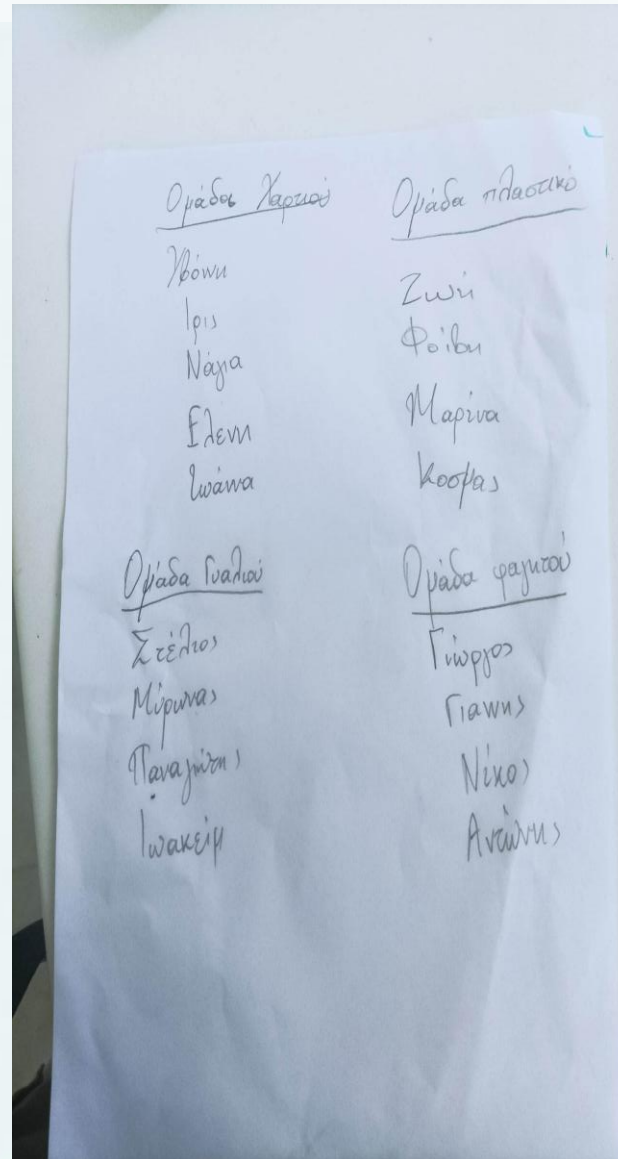 Ομάδα Χαρτιού
Ιρις
Νάγια
Ελενη
Ιωάννα
Ομάδα πλαστικό
Ζωή
Φοίβη
Μαρίνα
Κοσμας
Ομάδα Γυαλιού
Στέλιος
Μύρωνας
Παναγιώτης
Ιωακείμ
Ομάδα φαγητού
Γιώργος
Γιαννης
Νίκος
Αντώνης